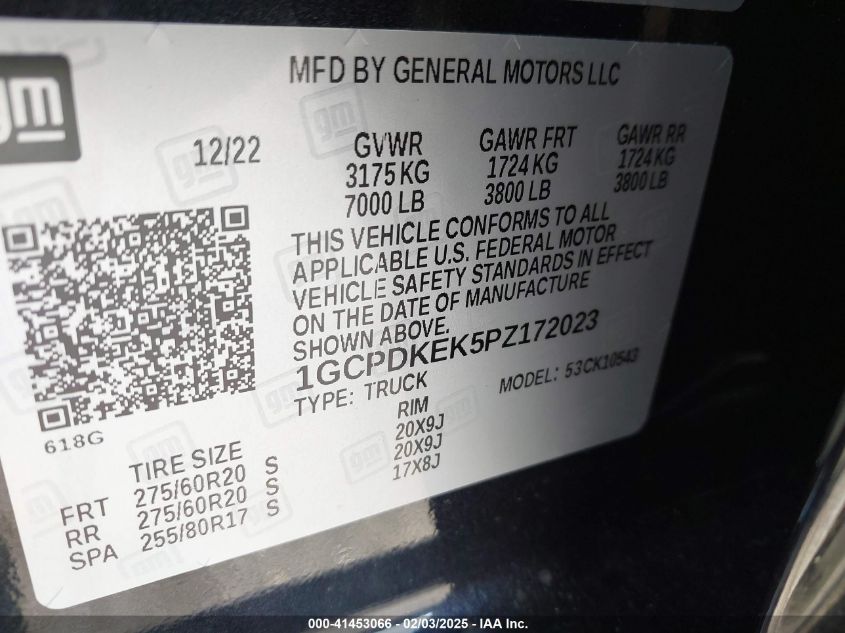 gm
MFD BY GENERAL MOTORS LLC
12/22
GVWR GAWR FRT GAWR RR
3175 KG 1724 KG 1724 KG
7000 LB 3800 LB 3800 LB
THIS VEHICLE CONFORMS TO ALL
APPLICABLE U.S. FEDERAL MOTOR
VEHICLE SAFETY STANDARDS IN EFFECT
ON THE DATE OF MANUFACTURE
SHOWN ABOVE.
1GCPDKEK5PZ172023
TYPE: TRUCK MODEL: 53CK10543
618G
TIRE SIZE RIM
FRT 275/60R20 S 20X9J
RR 275/60R20 S 20X9J
SPA 255/80R17 S 17X8J
000-41453066 - 02/03/2025 - IAA Inc.